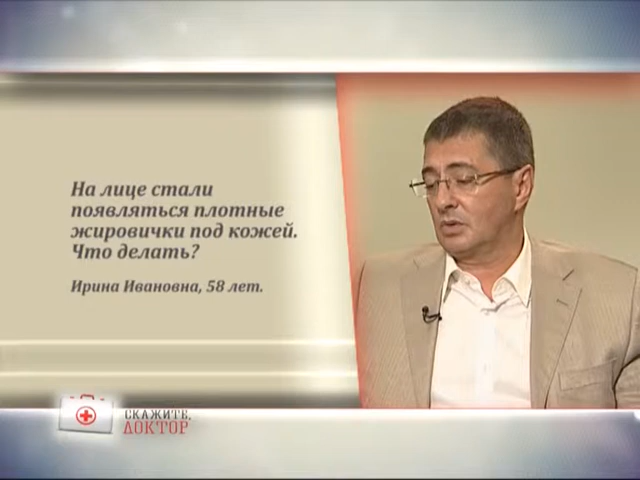 На лице стали
появляться плотные
жировички под кожей.
Что делать?
Ирина Ивановна, 58 лет.
СКАЖИТЕ,
ДОКТОР